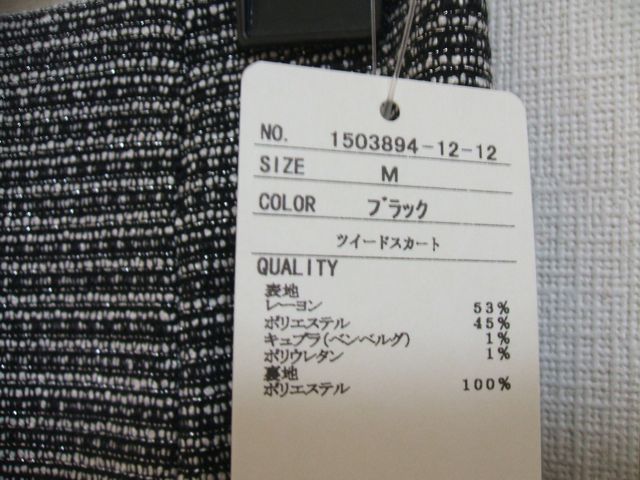 NO. 1503894-12-12
SIZE M
COLOR ブラック
ツイードスカート
QUALITY
表地
レーヨン 53%
ポリエステル 45%
キュプラ(ベンベルグ) 1%
ポリウレタン 1%
裏地
ポリエステル 100%